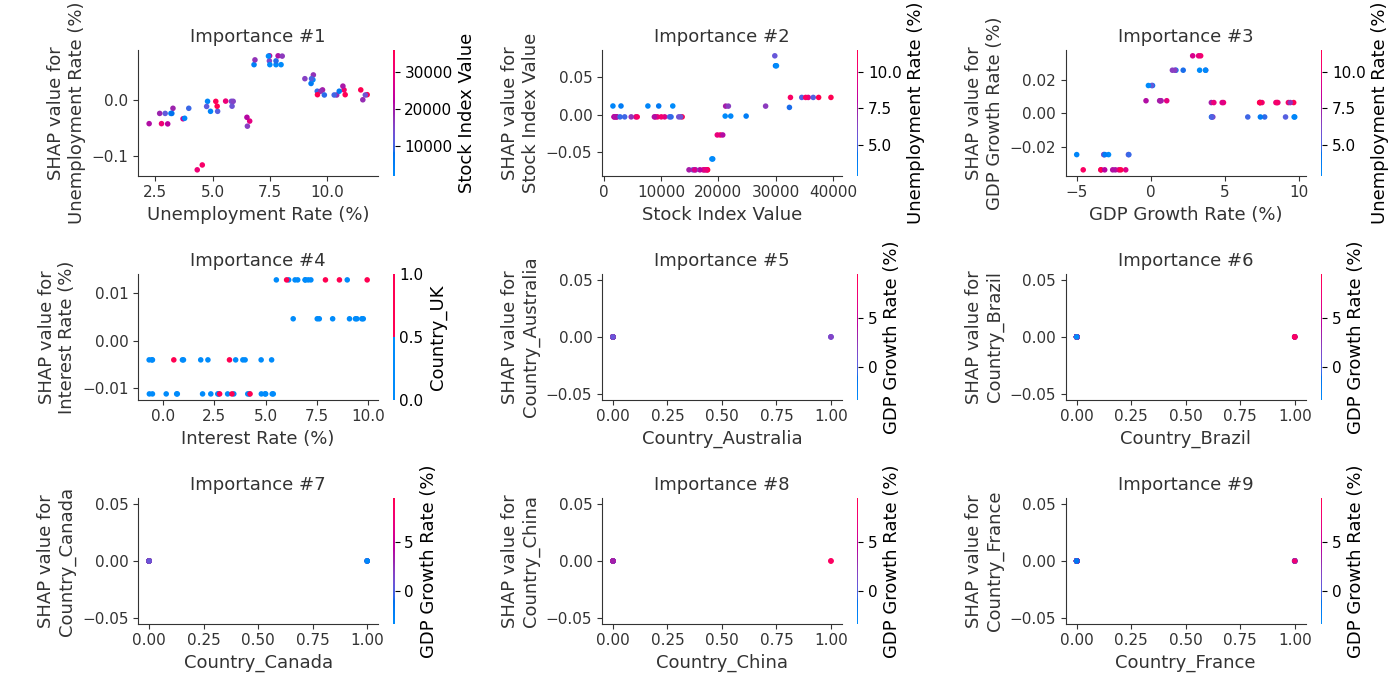 Importance #1
SHAP value for
Unemployment Rate (%)
0.0
−0.1
2.5 5.0 7.5 10.0
Unemployment Rate (%)
30000
20000
10000
Stock Index Value
Importance #2
SHAP value for
Stock Index Value
0.05
0.00
−0.05
0 10000 20000 30000 40000
Stock Index Value
10.0
7.5
5.0
Unemployment Rate (%)
Importance #3
SHAP value for
GDP Growth Rate (%)
0.02
0.00
−0.02
−5 0 5 10
GDP Growth Rate (%)
10.0
7.5
5.0
Unemployment Rate (%)
Importance #4
SHAP value for
Interest Rate (%)
0.01
0.00
−0.01
0.0 2.5 5.0 7.5 10.0
Interest Rate (%)
1.0
0.5
0.0
Country_UK
Importance #5
SHAP value for
Country_Australia
0.05
0.00
−0.05
0.00 0.25 0.50 0.75 1.00
Country_Australia
5
0
GDP Growth Rate (%)
Importance #6
SHAP value for
Country_Brazil
0.05
0.00
−0.05
0.00 0.25 0.50 0.75 1.00
Country_Brazil
5
0
GDP Growth Rate (%)
Importance #7
SHAP value for
Country_Canada
0.05
0.00
−0.05
0.00 0.25 0.50 0.75 1.00
Country_Canada
5
0
GDP Growth Rate (%)
Importance #8
SHAP value for
Country_China
0.05
0.00
−0.05
0.00 0.25 0.50 0.75 1.00
Country_China
5
0
GDP Growth Rate (%)
Importance #9
SHAP value for
Country_France
0.05
0.00
−0.05
0.00 0.25 0.50 0.75 1.00
Country_France
5
0
GDP Growth Rate (%)